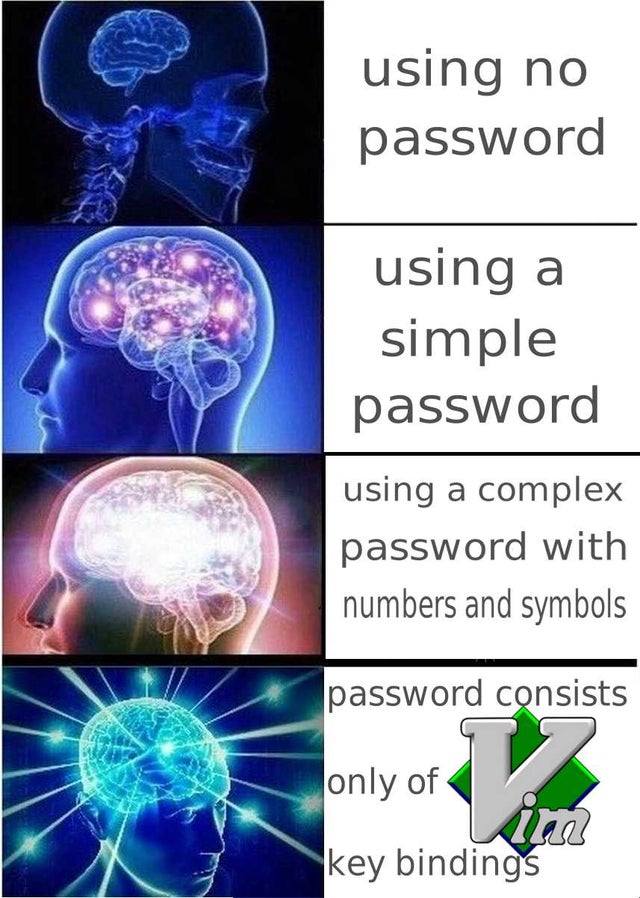 using no
password
using a
simple
password
using a complex
password with
numbers and symbols
password consists
only of Vim
key bindings